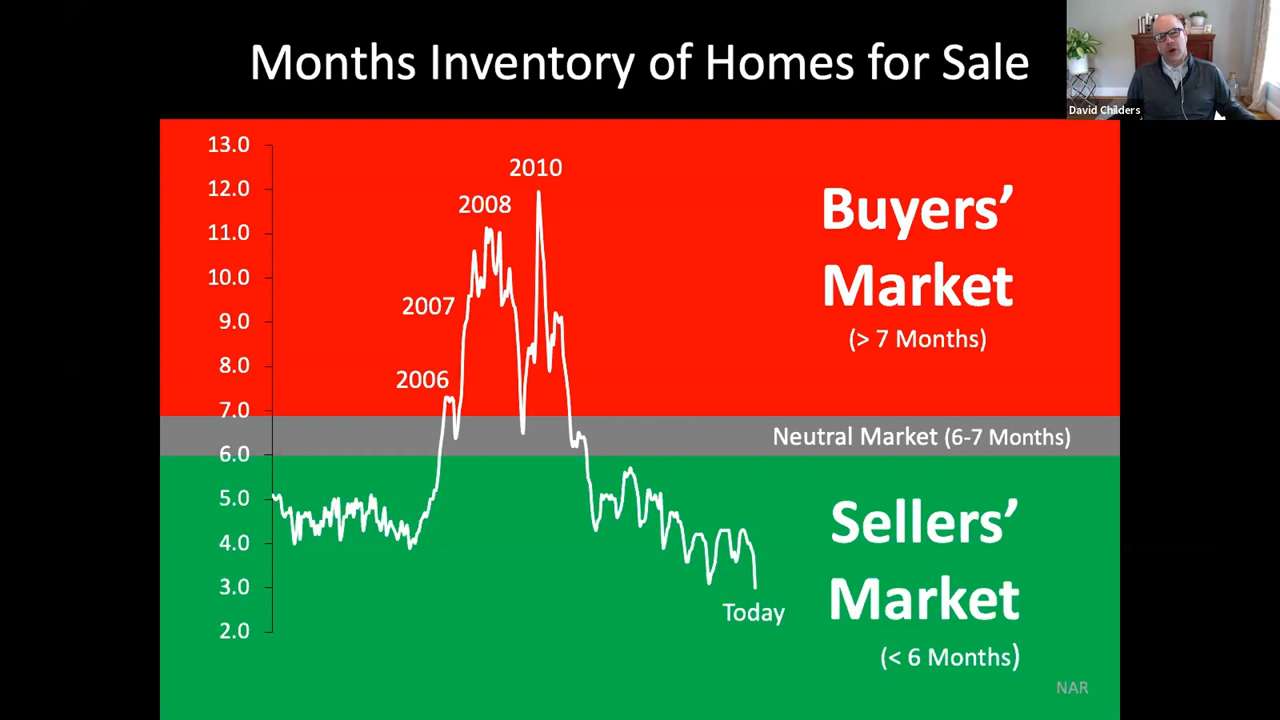 Months Inventory of Homes for Sale
David Childers
13.0
12.0
11.0
10.0
9.0
8.0
7.0
6.0
5.0
4.0
3.0
2.0
2006
2007
2008
2010
Today
Buyers’
Market
(> 7 Months)
Neutral Market (6-7 Months)
Sellers’
Market
(< 6 Months)
NAR